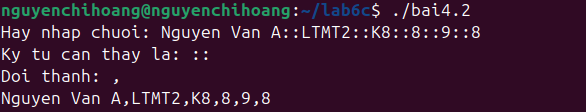 nguyenchihoang@nguyenchihoang:~/lab6c$ ./bai4.2
Hay nhap chuoi: Nguyen Van A::LTMT2::K8::8::9::8
Ky tu can thay la: ::
Doi thanh: ,
Nguyen Van A,LTMT2,K8,8,9,8